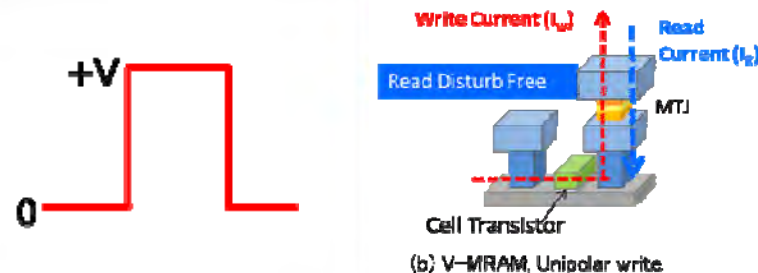 +V
0
Write Current (Iw)
Read
Current (IR)
Read Disturb Free
MTJ
Cell Transistor
(b) V-MRAM, Unipolar write